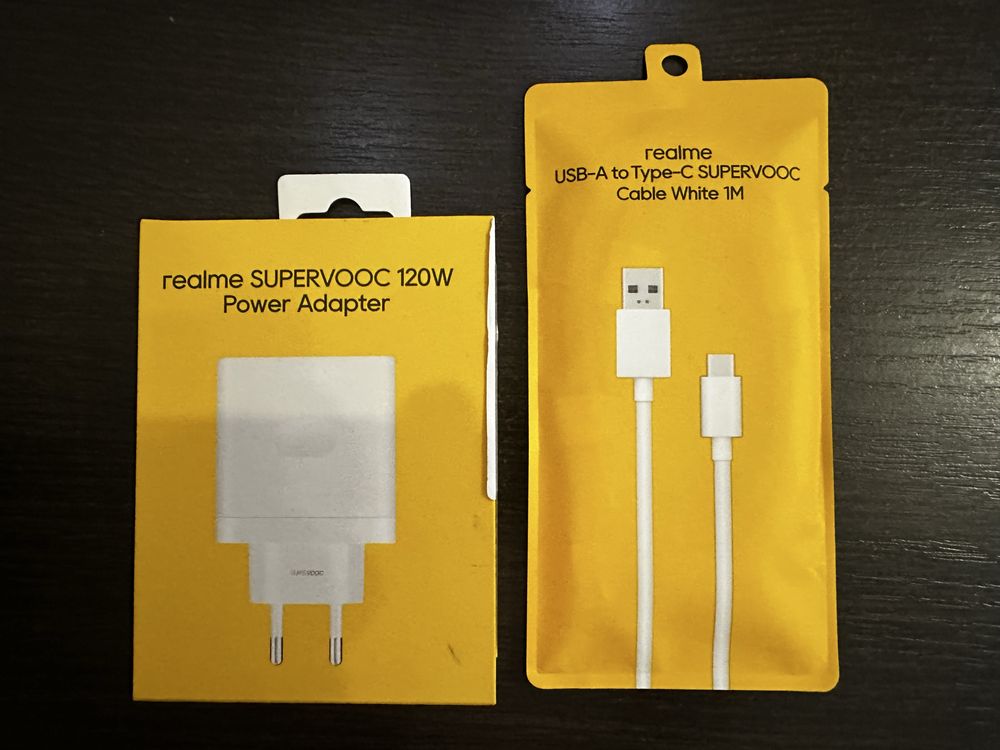 realme SUPERVOOC 120W
Power Adapter
realme
USB-A to Type-C SUPERVOOC
Cable White 1M